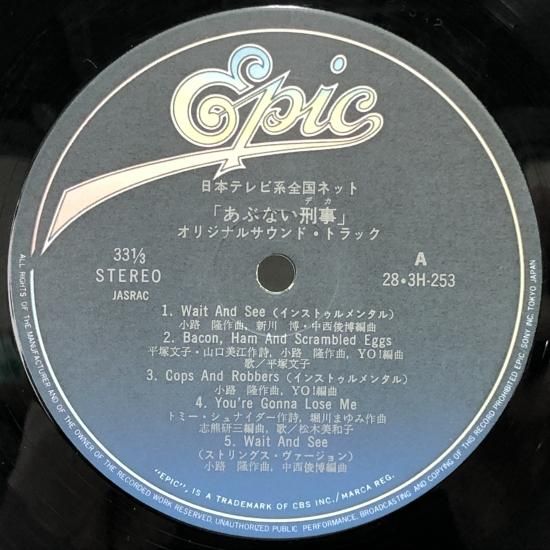 Epic
日本テレビ系全国ネット
デカ
「あぶない刑事」
オリジナルサウンド・トラック
33⅓
STEREO
JASRAC
A
28・3H-253
1. Wait And See (インストゥルメンタル)
小路 隆作曲、新川 博・中西俊博編曲
2. Bacon, Ham And Scrambled Eggs
平塚文子・山口美江作詩、小路 隆作曲、YO!編曲
歌／平塚文子
3. Cops And Robbers (インストゥルメンタル)
小路 隆作曲、YO!編曲
4. You're Gonna Lose Me
トミー・シュナイダー作詩、堀川まゆみ作曲
志熊研三編曲、歌／松木美和子
5. Wait And See
(ストリングス・ヴァージョン)
小路 隆作曲、中西俊博編曲
"EPIC", IS A TRADEMARK OF CBS INC./MARCA REG.
ALL RIGHTS OF THE MANUFACTURER AND OF THE OWNER OF THE RECORDED WORK RESERVED. UNAUTHORIZED PUBLIC PERFORMANCE, BROADCASTING AND COPYING OF THIS RECORD PROHIBITED EPIC/SONY INC. TOKYO JAPAN